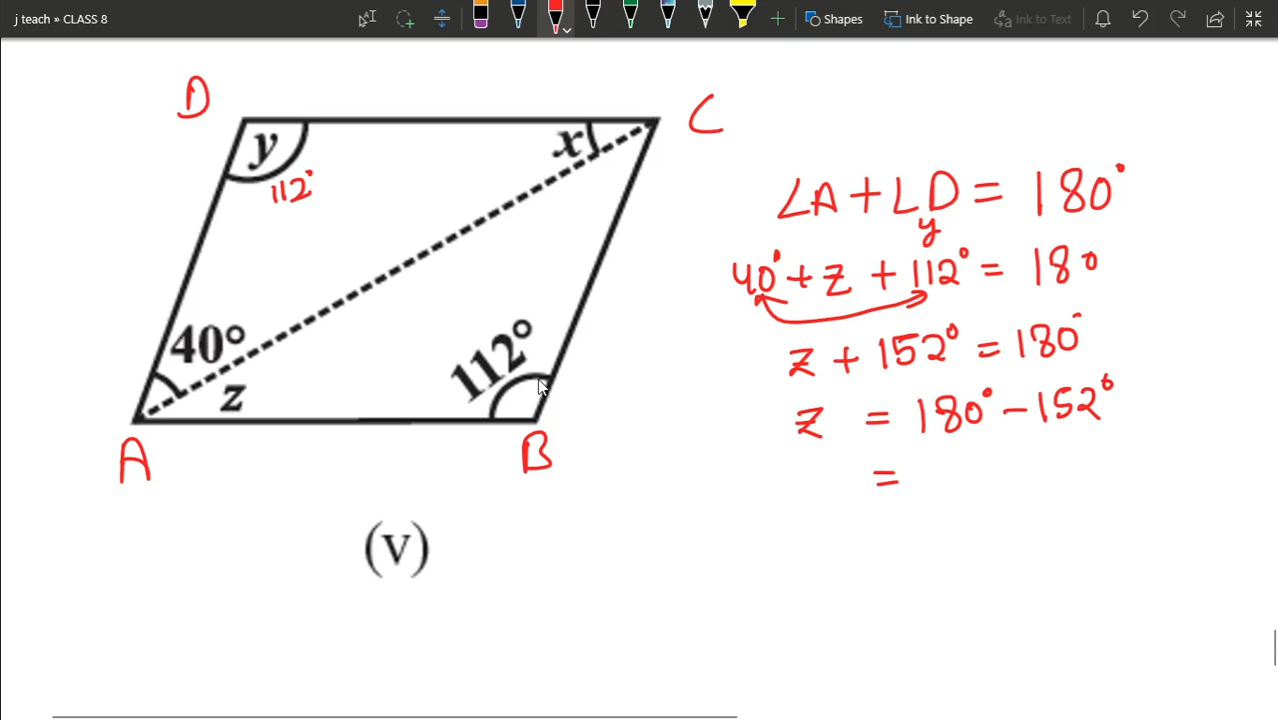 j teach » CLASS 8
Shapes
Ink to Shape
Ink to Text
D
C
y
x
112°
40°
z
112°
A
B
(v)
∠A + ∠D = 180°
y
40° + z + 112° = 180
z + 152° = 180°
z = 180° - 152°
=